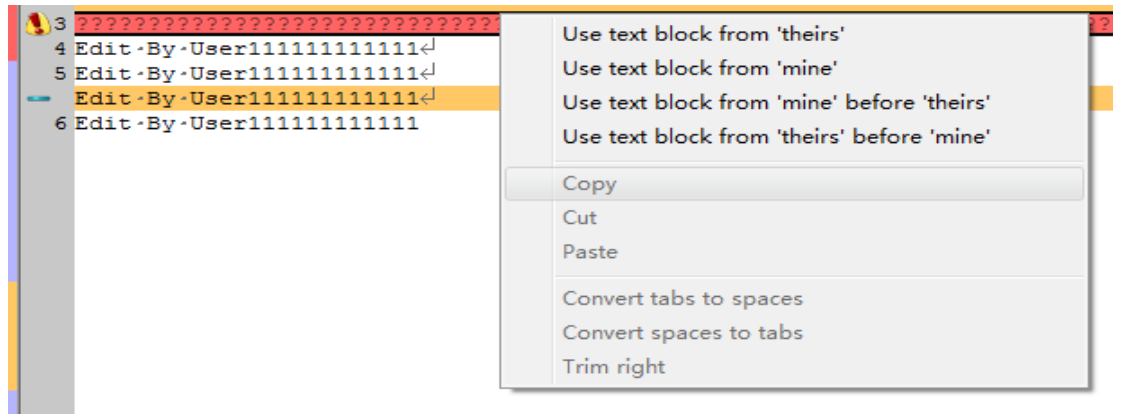 3 ?????????????????????????????
4 Edit·By·User111111111111↵
5 Edit·By·User111111111111↵
Edit·By·User111111111111↵
6 Edit·By·User111111111111
Use text block from 'theirs'
Use text block from 'mine'
Use text block from 'mine' before 'theirs'
Use text block from 'theirs' before 'mine'
Copy
Cut
Paste
Convert tabs to spaces
Convert spaces to tabs
Trim right